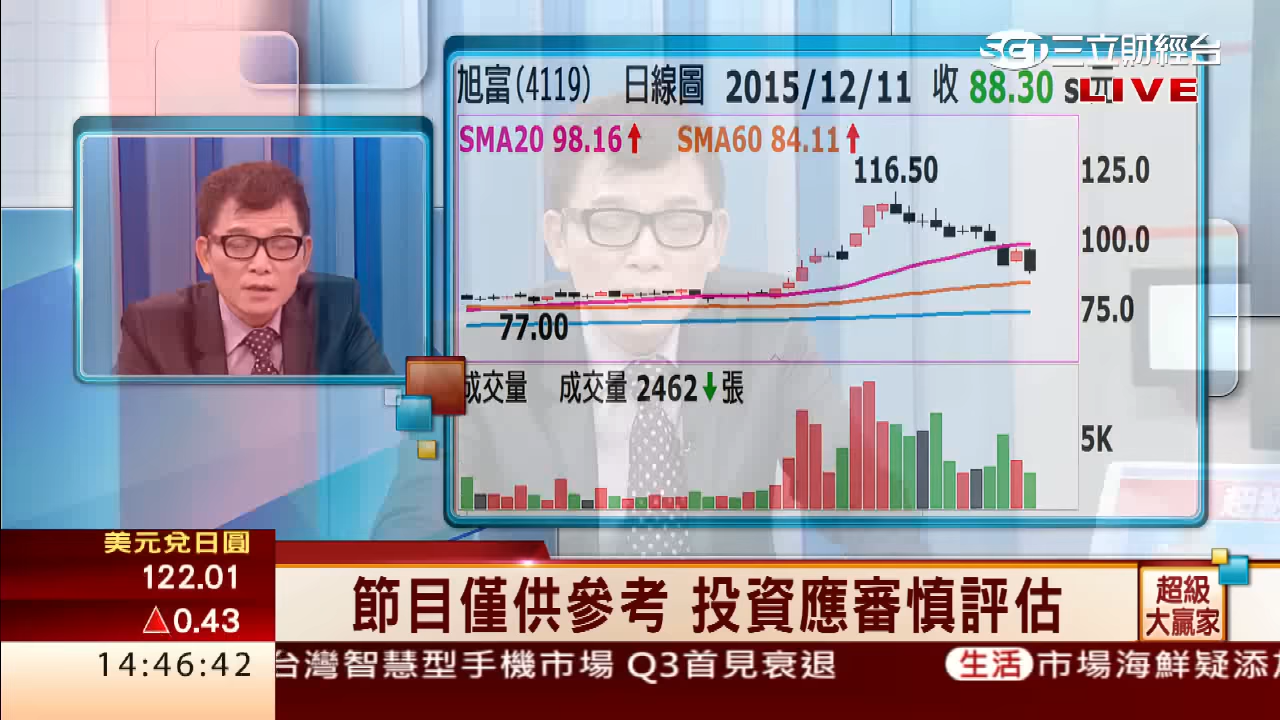 SET 三立財經台
LIVE
旭富(4119) 日線圖 2015/12/11 收 88.30 s元
SMA20 98.16↑ SMA60 84.11↑
116.50
125.0
100.0
75.0
77.00
成交量 成交量 2462↓張
5K
美元兌日圓
122.01
△0.43
14:46:42
節目僅供參考 投資應審慎評估
超級
大贏家
台灣智慧型手機市場 Q3首見衰退 生活 市場海鮮疑添